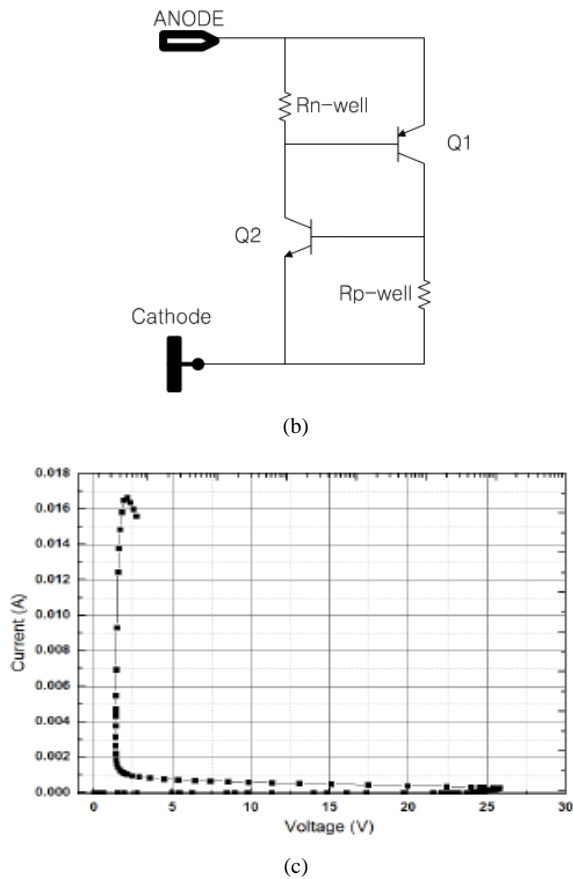 ANODE
Rn-well
Q1
Q2
Rp-well
Cathode
(b)
0.018
0.016
0.014
0.012
0.010
0.008
0.006
0.004
0.002
0.000
Current (A)
0 5 10 15 20 25 30
Voltage (V)
(c)